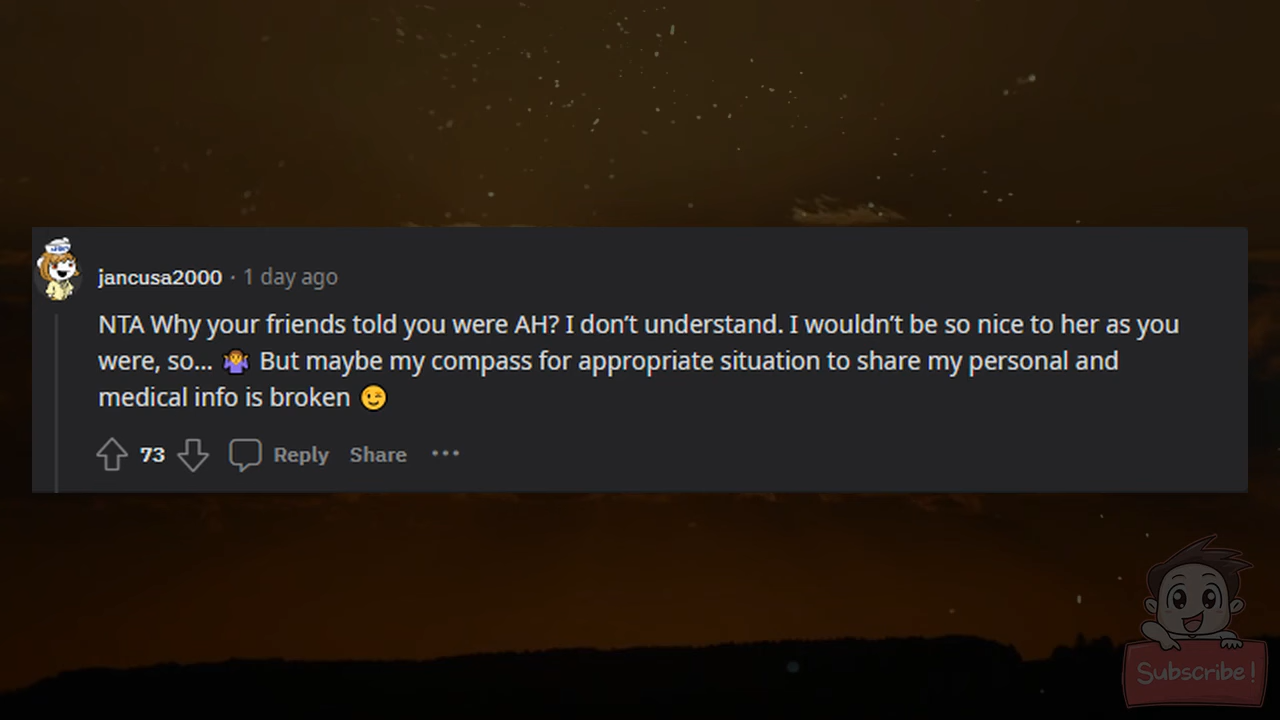 jancusa2000 · 1 day ago
NTA Why your friends told you were AH? I don’t understand. I wouldn’t be so nice to her as you
were, so... 🤷‍♀️ But maybe my compass for appropriate situation to share my personal and
medical info is broken 😉
73 Reply Share ...
Subscribe!